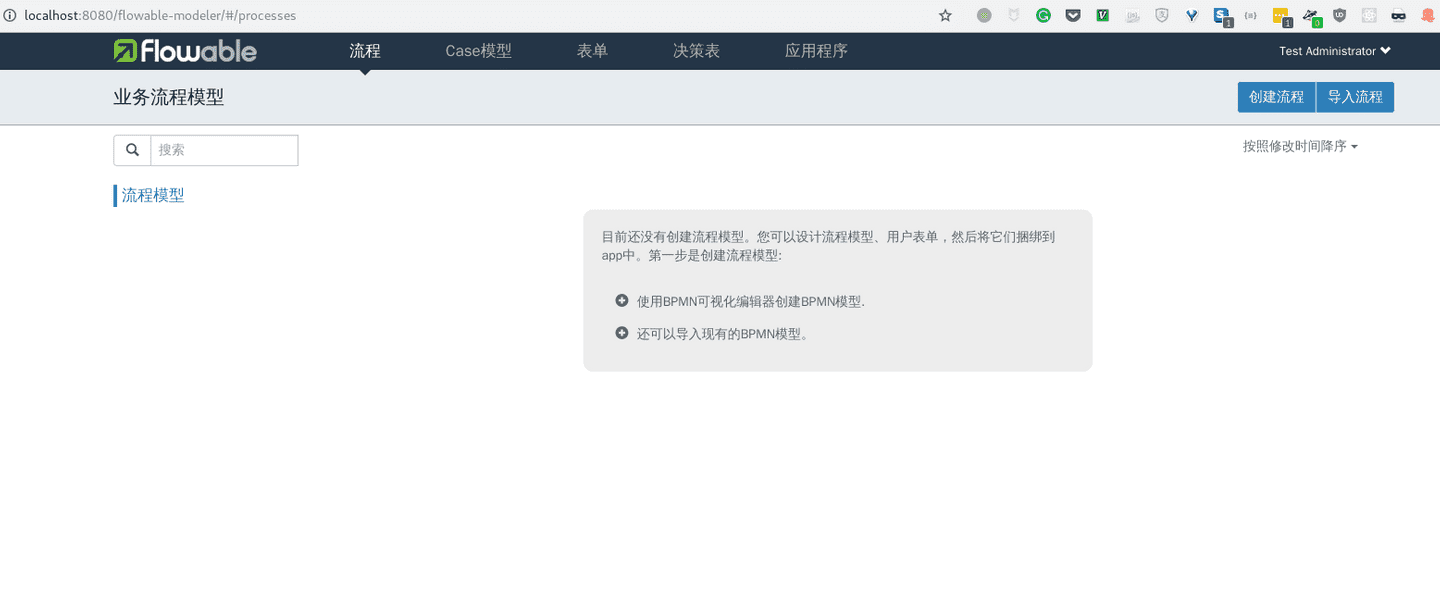 localhost:8080/flowable-modeler/#/processes
flowable
流程
Case模型
表单
决策表
应用程序
Test Administrator
业务流程模型
创建流程
导入流程
搜索
按照修改时间降序
流程模型
目前还没有创建流程模型。您可以设计流程模型、用户表单，然后将它们捆绑到
app中。第一步是创建流程模型:
使用BPMN可视化编辑器创建BPMN模型.
还可以导入现有的BPMN模型。